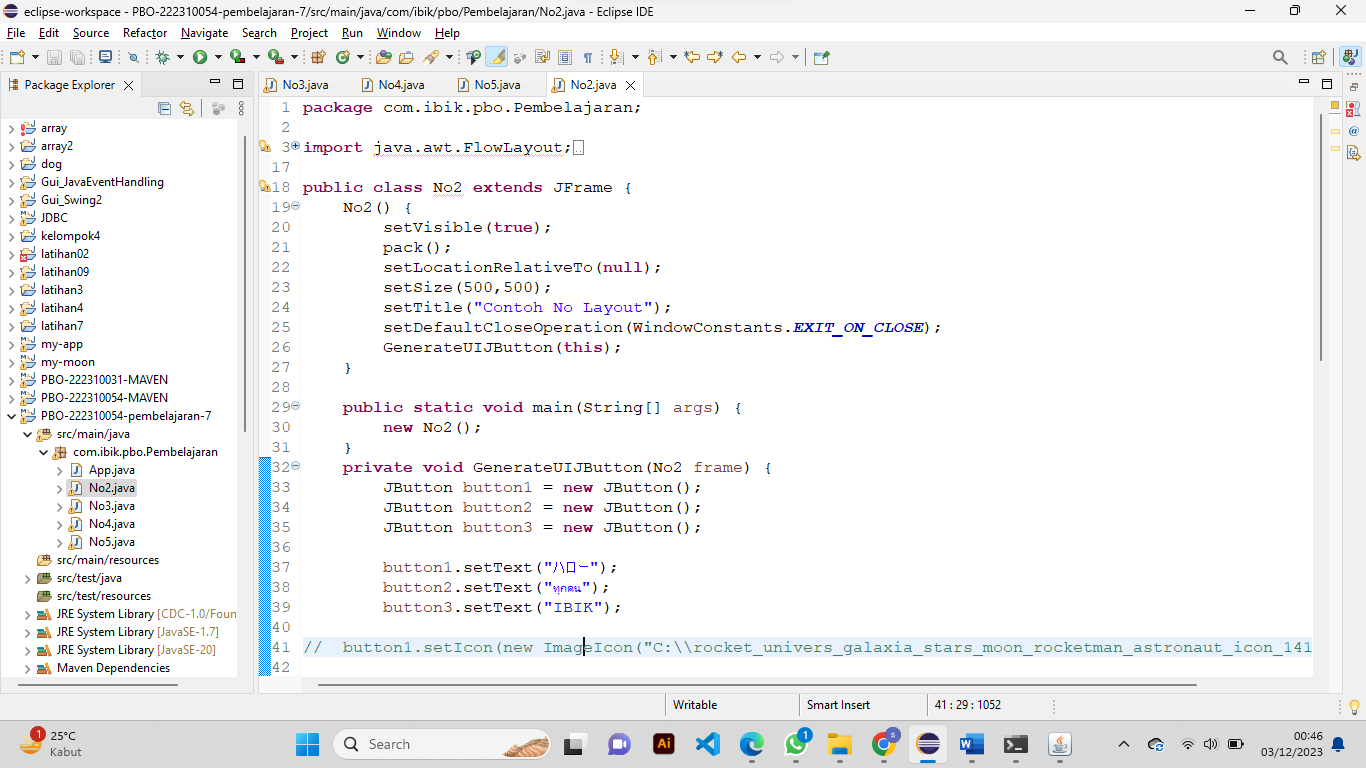 eclipse-workspace - PBO-222310054-pembelajaran-7/src/main/java/com/ibik/pbo/Pembelajaran/No2.java - Eclipse IDE
File Edit Source Refactor Navigate Search Project Run Window Help
Package Explorer
No3.java No4.java No5.java No2.java
array
array2
dog
Gui_JavaEventHandling
Gui_Swing2
JDBC
kelompok4
latihan02
latihan09
latihan3
latihan4
latihan7
my-app
my-moon
PBO-222310031-MAVEN
PBO-222310054-MAVEN
PBO-222310054-pembelajaran-7
src/main/java
com.ibik.pbo.Pembelajaran
App.java
No2.java
No3.java
No4.java
No5.java
src/main/resources
src/test/java
src/test/resources
JRE System Library [CDC-1.0/Foun
JRE System Library [JavaSE-1.7]
JRE System Library [JavaSE-20]
Maven Dependencies
1 package com.ibik.pbo.Pembelajaran;
2
3 import java.awt.FlowLayout;
17
18 public class No2 extends JFrame {
19 No2() {
20 setVisible(true);
21 pack();
22 setLocationRelativeTo(null);
23 setSize(500,500);
24 setTitle("Contoh No Layout");
25 setDefaultCloseOperation(WindowConstants.EXIT_ON_CLOSE);
26 GenerateUIJButton(this);
27 }
28
29 public static void main(String[] args) {
30 new No2();
31 }
32 private void GenerateUIJButton(No2 frame) {
33 JButton button1 = new JButton();
34 JButton button2 = new JButton();
35 JButton button3 = new JButton();
36
37 button1.setText("ハロー");
38 button2.setText("ทุกคน");
39 button3.setText("IBIK");
40
41 // button1.setIcon(new ImageIcon("C:\\rocket_univers_galaxia_stars_moon_rocketman_astronaut_icon_141
42
Writable Smart Insert 41 : 29 : 1052
1 25°C
Kabut
Search
Ai
1
s
00:46
03/12/2023